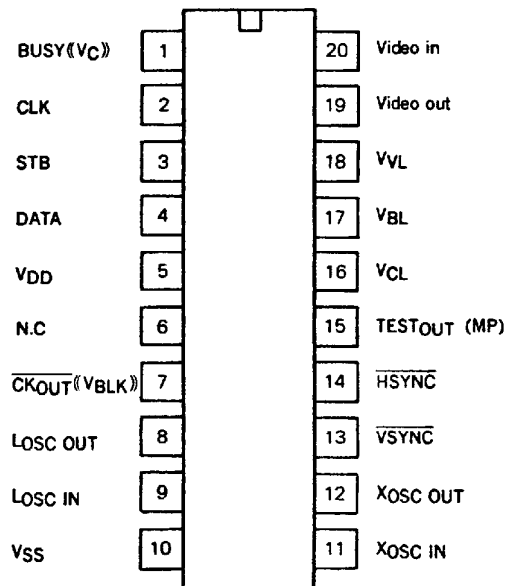 BUSY⟪VC⟫ 1 20 Video in
CLK 2 19 Video out
STB 3 18 VVL
DATA 4 17 VBL
VDD 5 16 VCL
N.C 6 15 TESTOUT (MP)
CKOUT⟪VBLK⟫ 7 14 HSYNC
LOSC OUT 8 13 VSYNC
LOSC IN 9 12 XOSC OUT
VSS 10 11 XOSC IN